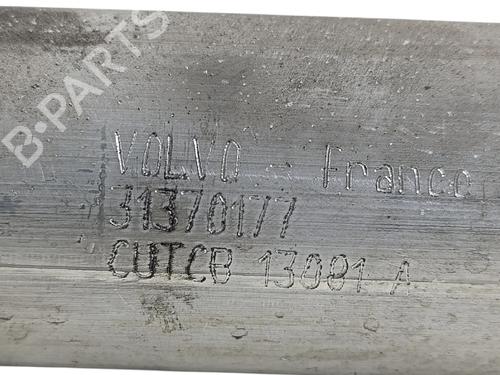 B-PARTS
VOLVO - france
31370177
CUTCB 13081 A